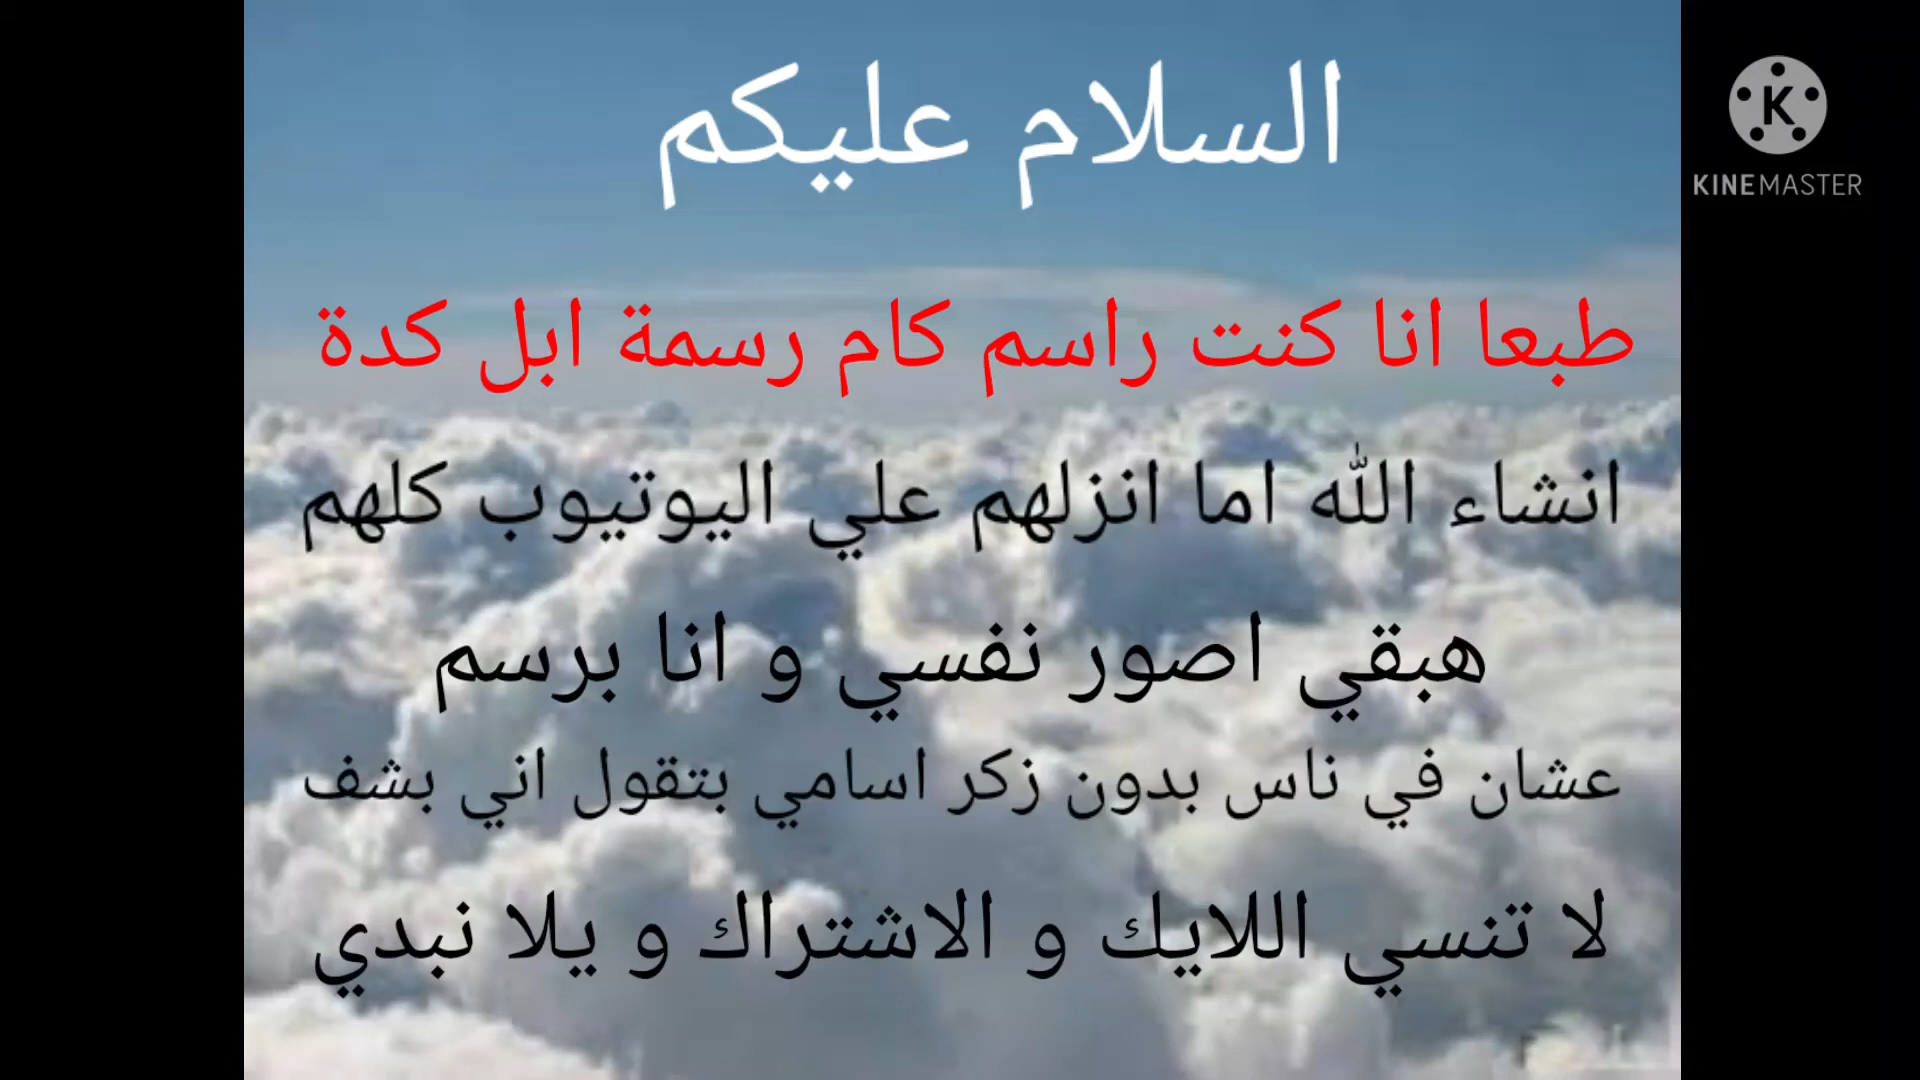 السلام عليكم
KINEMASTER
طبعا انا كنت راسم كام رسمة ابل كدة
انشاء الله اما انزلهم علي اليوتيوب كلهم
هبقي اصور نفسي و انا برسم
عشان في ناس بدون زكر اسامي بتقول اني بشف
لا تنسي اللايك و الاشتراك و يلا نبدي